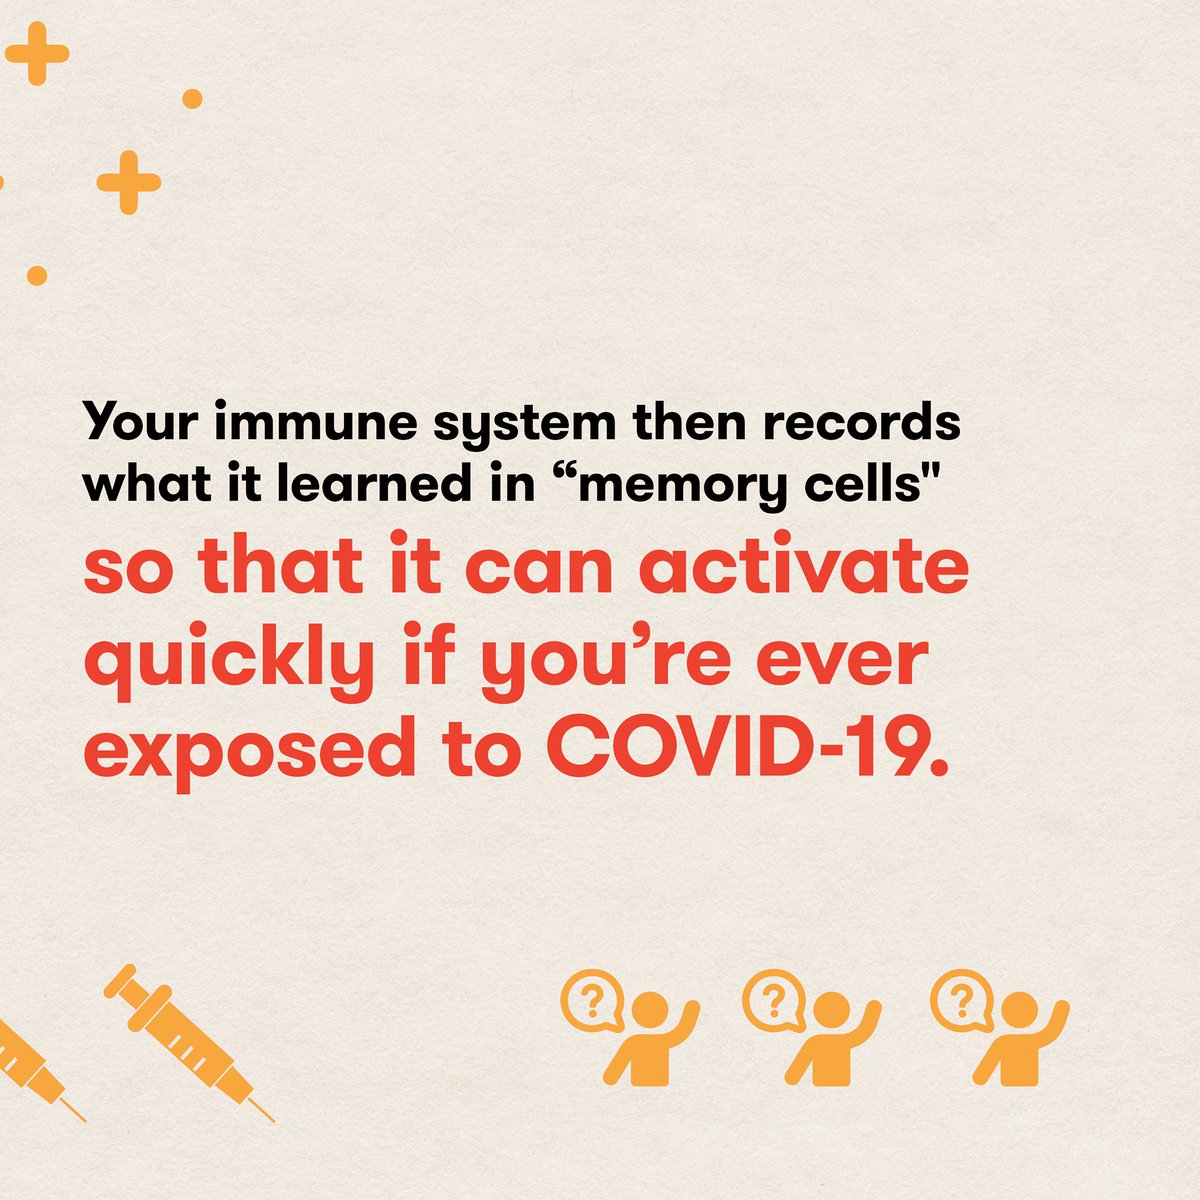 Your immune system then records
what it learned in “memory cells"
so that it can activate
quickly if you’re ever
exposed to COVID-19.
?
?
?